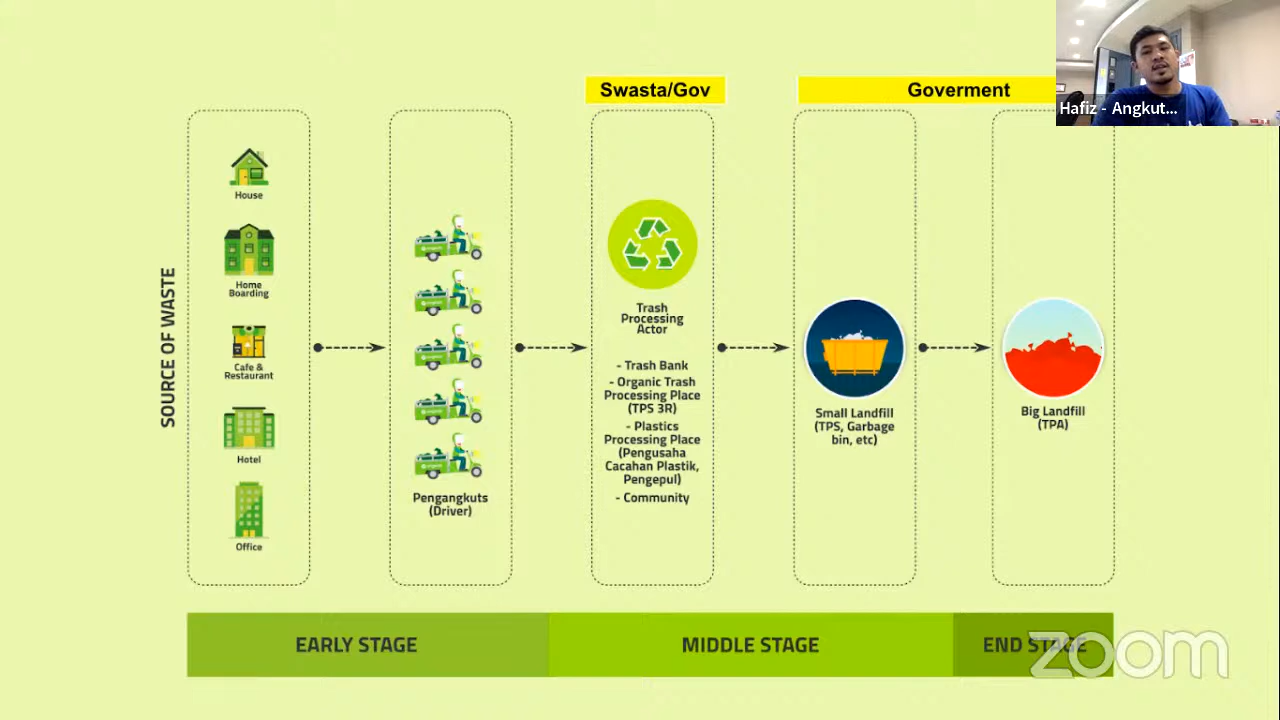 Swasta/Gov
Goverment
Hafiz - Angkut...
SOURCE OF WASTE
House
Home
Boarding
Cafe &
Restaurant
Hotel
Office
Pengangkuts
(Driver)
Trash
Processing
Actor
- Trash Bank
- Organic Trash
Processing Place
(TPS 3R)
- Plastics
Processing Place
(Pengusaha
Cacahan Plastik,
Pengepul)
- Community
Small Landfill
(TPS, Garbage
bin, etc)
Big Landfill
(TPA)
EARLY STAGE
MIDDLE STAGE
END STAGE
zoom